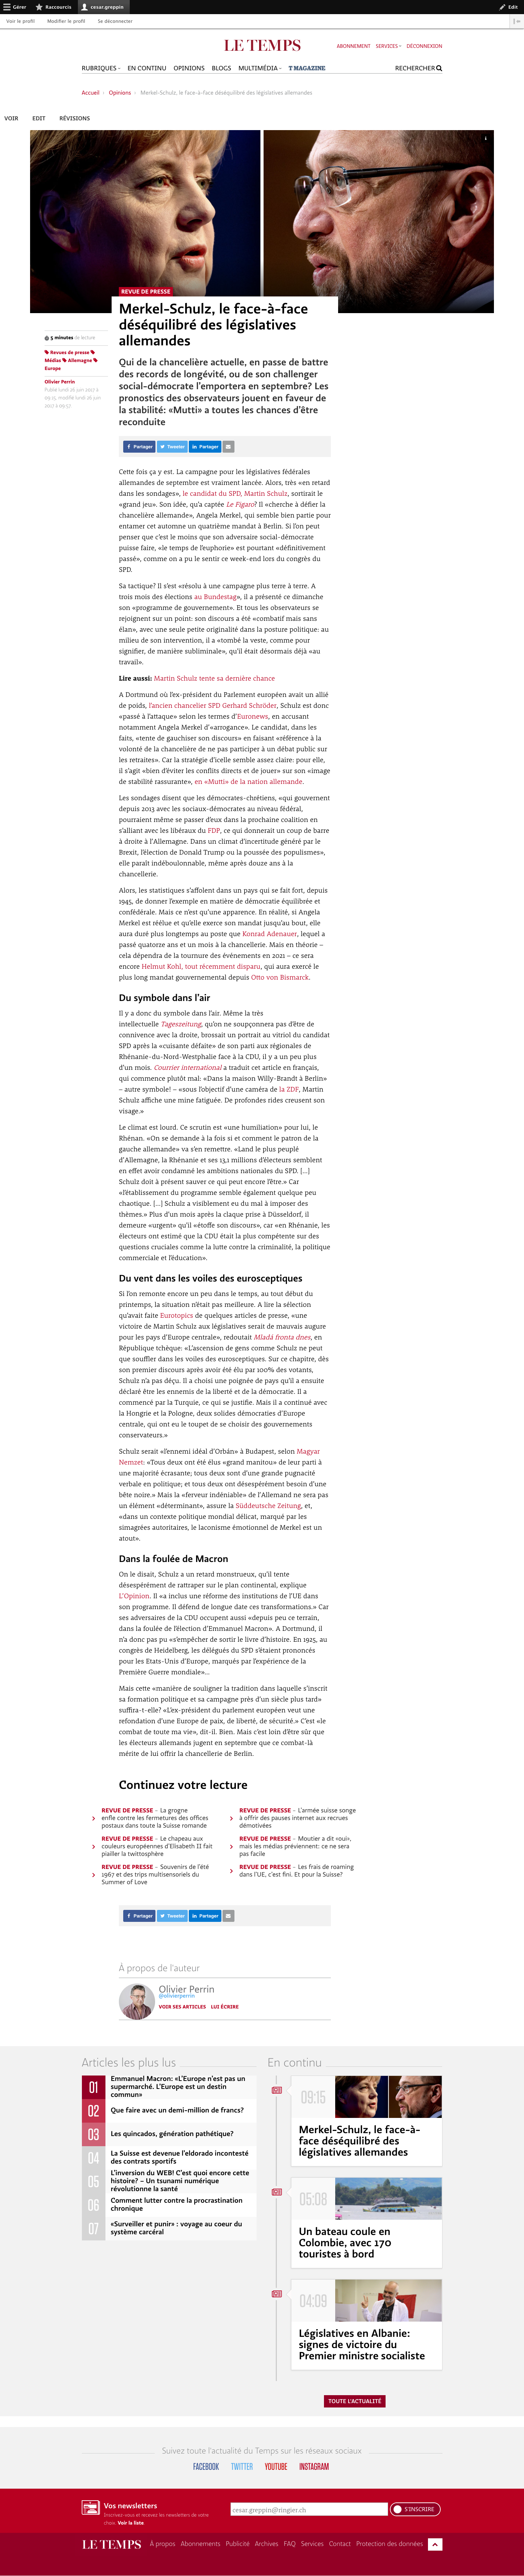 Gérer Raccourcis cesar.greppin Edit
Voir le profil Modifier le profil Se déconnecter
LE TEMPS
ABONNEMENT SERVICES DÉCONNEXION
RUBRIQUES EN CONTINU OPINIONS BLOGS MULTIMÉDIA T MAGAZINE RECHERCHER
Accueil Opinions Merkel-Schulz, le face-à-face déséquilibré des législatives allemandes
VOIR EDIT RÉVISIONS
REVUE DE PRESSE
Merkel-Schulz, le face-à-face
déséquilibré des législatives
allemandes
5 minutes de lecture
Revues de presse
Médias Allemagne
Europe
Olivier Perrin
Publié lundi 26 juin 2017 à
09:15, modifié lundi 26 juin
2017 à 09:57
Qui de la chancelière actuelle, en passe de battre
des records de longévité, ou de son challenger
social-démocrate l'emportera en septembre? Les
pronostics des observateurs jouent en faveur de
la stabilité: «Mutti» a toutes les chances d'être
reconduite
Partager Tweeter Partager
Cette fois ça y est. La campagne pour les législatives fédérales
allemandes de septembre est vraiment lancée. Alors, très «en retard
dans les sondages», le candidat du SPD, Martin Schulz, sortirait le
«grand jeu». Son idée, qu'a captée Le Figaro? Il «cherche à défier la
chancelière allemande», Angela Merkel, qui semble bien partie pour
entamer cet automne un quatrième mandat à Berlin. Si l'on peut
penser que c'est le moins que son adversaire social-démocrate
puisse faire, «le temps de l'euphorie» est pourtant «définitivement
passé», comme on a pu le sentir ce week-end lors du congrès du
SPD.
Sa tactique? Il s'est «résolu à une campagne plus terre à terre. A
trois mois des élections au Bundestag», il a présenté ce dimanche
son «programme de gouvernement». Et tous les observateurs se
rejoignent sur un point: son discours a été «combatif mais sans
élan», avec une seule petite originalité dans la posture politique: au
milieu de son intervention, il a «tombé la veste, comme pour
signifier, de manière subliminale», qu'il était désormais déjà «au
travail».
Lire aussi: Martin Schulz tente sa dernière chance
A Dortmund où l'ex-président du Parlement européen avait un allié
de poids, l'ancien chancelier SPD Gerhard Schröder, Schulz est donc
«passé à l'attaque» selon les termes d'Euronews, en accusant
notamment Angela Merkel d'«arrogance». Le candidat, dans les
faits, «tente de gauchiser son discours» en faisant «référence à la
volonté de la chancelière de ne pas participer à un débat public sur
les retraites». Car la stratégie d'icelle semble assez claire: pour elle,
il s'agit «bien d'éviter les conflits directs et de jouer» sur son «image
de stabilité rassurante», en «Mutti» de la nation allemande.
Les sondages disent que les démocrates-chrétiens, «qui gouvernent
depuis 2013 avec les sociaux-démocrates au niveau fédéral,
pourraient même se passer d'eux dans la prochaine coalition en
s'alliant avec les libéraux du FDP, ce qui donnerait un coup de barre
à droite à l'Allemagne. Dans un climat d'incertitude généré par le
Brexit, l'élection de Donald Trump ou la poussée des populismes»,
elle paraît indéboulonnable, même après douze ans à la
chancellerie.
Alors, les statistiques s'affolent dans un pays qui se fait fort, depuis
1945, de donner l'exemple en matière de démocratie équilibrée et
confédérale. Mais ce n'est qu'une apparence. En réalité, si Angela
Merkel est réélue et qu'elle exerce son mandat jusqu'au bout, elle
aura duré plus longtemps au poste que Konrad Adenauer, lequel a
passé quatorze ans et un mois à la chancellerie. Mais en théorie –
cela dépendra de la tournure des événements en 2021 – ce sera
encore Helmut Kohl, tout récemment disparu, qui aura exercé le
plus long mandat gouvernemental depuis Otto von Bismarck.
Du symbole dans l'air
Il y a donc du symbole dans l'air. Même la très
intellectuelle Tageszeitung, qu'on ne soupçonnera pas d'être de
connivence avec la droite, brossait un portrait au vitriol du candidat
SPD après la «cuisante défaite» de son parti aux régionales de
Rhénanie-du-Nord-Westphalie face à la CDU, il y a un peu plus
d'un mois. Courrier international a traduit cet article en français,
qui commence plutôt mal: «Dans la maison Willy-Brandt à Berlin»
– autre symbole! – «sous l'objectif d'une caméra de la ZDF, Martin
Schulz affiche une mine fatiguée. De profondes rides creusent son
visage.»
Le climat est lourd. Ce scrutin est «une humiliation» pour lui, le
Rhénan. «On se demande à la fois si et comment le patron de la
gauche allemande» va s'en remettre. «Land le plus peuplé
d'Allemagne, la Rhénanie et ses 13,1 millions d'électeurs semblent
en effet avoir condamné les ambitions nationales du SPD. [...]
Schulz doit à présent sauver ce qui peut encore l'être.» Car
«l'établissement du programme semble également quelque peu
chaotique. [...] Schulz a visiblement eu du mal à imposer des
thèmes.» Plus d'un mois après la claque prise à Düsseldorf, il
demeure «urgent» qu'il «étoffe son discours», car «en Rhénanie, les
électeurs ont estimé que la CDU était la plus compétente sur des
questions cruciales comme la lutte contre la criminalité, la politique
commerciale et l'éducation».
Du vent dans les voiles des eurosceptiques
Si l'on remonte encore un peu dans le temps, au tout début du
printemps, la situation n'était pas meilleure. A lire la sélection
qu'avait faite Eurotopics de quelques articles de presse, «une
victoire de Martin Schulz aux législatives serait de mauvais augure
pour les pays d'Europe centrale», redoutait Mladá fronta dnes, en
République tchèque: «L'ascension de gens comme Schulz ne peut
que souffler dans les voiles des eurosceptiques. Sur ce chapitre, dès
son premier discours après avoir été élu par 100% des votants,
Schulz n'a pas déçu. Il a choisi une poignée de pays qu'il a ensuite
déclaré être les ennemis de l'Europe et de la démocratie. Il a
commencé par la Turquie, ce qui se justifie. Mais il a continué avec
la Hongrie et la Pologne, deux solides démocraties d'Europe
centrale, qui ont eu le toupet de se choisir des gouvernements
conservateurs.»
Schulz serait «l'ennemi idéal d'Orbán» à Budapest, selon Magyar
Nemzet: «Tous deux ont été élus «grand manitou» de leur parti à
une majorité écrasante; tous deux sont d'une grande pugnacité
verbale en politique; et tous deux ont désespérément besoin d'une
bête noire.» Mais la «ferveur indéniable» de l'Allemand ne sera pas
un élément «déterminant», assure la Süddeutsche Zeitung, et,
«dans un contexte politique mondial délicat, marqué par les
simagrées autoritaires, le laconisme émotionnel de Merkel est un
atout».
Dans la foulée de Macron
On le disait, Schulz a un retard monstrueux, qu'il tente
désespérément rattraper sur le plan continental, explique
L'Opinion. Il «a inclus une réforme des institutions de l'UE dans
son programme. Il défend de longue date ces transformations.» Car
ses adversaires de la CDU occupent «depuis peu ce terrain,
dans la foulée de l'élection d'Emmanuel Macron». A Dortmund, il
n'a donc pas pu «s'empêcher de sortir le livre d'histoire. En 1925, au
congrès de Heidelberg, les délégués du SPD s'étaient prononcés
pour les Etats-Unis d'Europe, marqués par l'expérience de la
Première Guerre mondiale»...
Mais cette «manière de souligner la tradition dans laquelle s'inscrit
sa formation politique et sa campagne près d'un siècle plus tard»
suffira-t-elle? «L'ex-président du parlement européen veut une
refondation d'une Europe de paix, de liberté, de sécurité.» C'est «le
combat de toute ma vie», dit-il. Bien. Mais c'est loin d'être sûr que
les électeurs allemands jugent en septembre que ce combat-là
mérite de lui offrir la chancellerie de Berlin.
Continuez votre lecture
REVUE DE PRESSE – La grogne
enfle contre les fermetures des offices
postaux dans toute la Suisse romande
REVUE DE PRESSE – L'armée suisse songe
à offrir des pauses internet aux recrues
démotivées
REVUE DE PRESSE – Le chapeau aux
couleurs européennes d'Elisabeth II fait
piailler la twittosphère
REVUE DE PRESSE – Moutier a dit «oui»,
mais les médias préviennent: ce ne sera
pas facile
REVUE DE PRESSE – Souvenirs de l'été
1967 et des trips multisensoriels du
Summer of Love
REVUE DE PRESSE – Les frais de roaming
dans l'UE, c'est fini. Et pour la Suisse?
Partager Tweeter Partager
À propos de l'auteur
Olivier Perrin
@olivierperrin
VOIR SES ARTICLES LUI ÉCRIRE
Articles les plus lus
01 Emmanuel Macron: «L'Europe n'est pas un
supermarché. L'Europe est un destin
commun»
02 Que faire avec un demi-million de francs?
03 Les quincados, génération pathétique?
04 La Suisse est devenue l'eldorado incontesté
des contrats sportifs
05 L'inversion du WEB! C'est quoi encore cette
histoire? – Un tsunami numérique
révolutionne la santé
06 Comment lutter contre la procrastination
chronique
07 «Surveiller et punir» : voyage au coeur du
système carcéral
En continu
09:15
Merkel-Schulz, le face-à-
face déséquilibré des
législatives allemandes
05:08
Un bateau coule en
Colombie, avec 170
touristes à bord
04:09
Législatives en Albanie:
signes de victoire du
Premier ministre socialiste
TOUTE L'ACTUALITÉ
Suivez toute l'actualité du Temps sur les réseaux sociaux
FACEBOOK TWITTER YOUTUBE INSTAGRAM
Vos newsletters
Inscrivez-vous et recevez les newsletters de votre
choix. Voir la liste
cesar.greppin@ringier.ch
S'INSCRIRE
LE TEMPS À propos Abonnements Publicité Archives FAQ Services Contact Protection des données